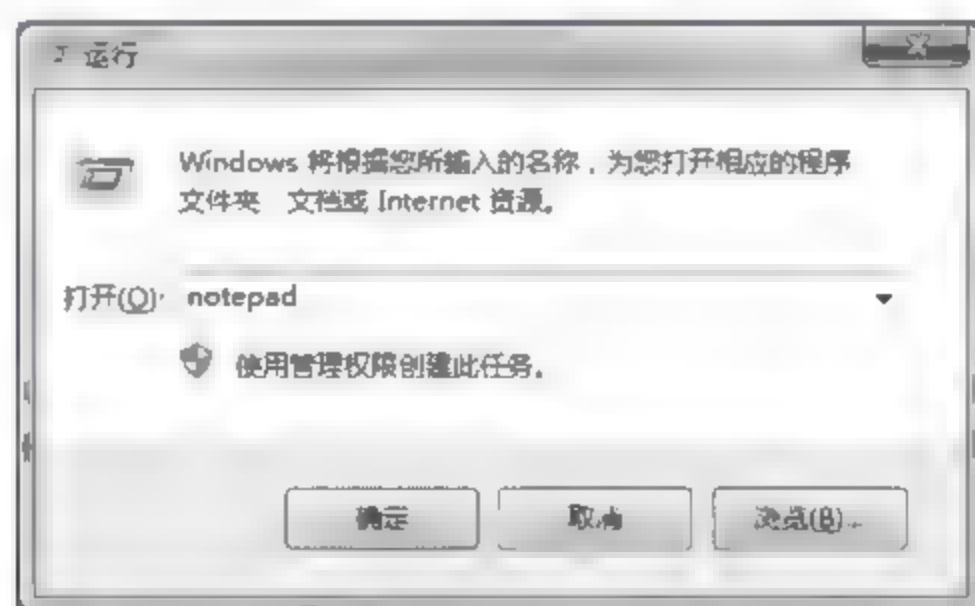 运行
Windows 将根据您所输入的名称，为您打开相应的程序
文件夹 文档或 Internet 资源。
打开(O): notepad
使用管理权限创建此任务。
确定 取消 浏览(B)...